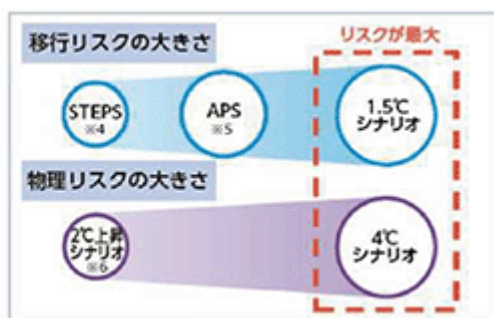 移行リスクの大きさ
リスクが最大
STEPS
※4
APS
※5
1.5℃
シナリオ
物理リスクの大きさ
2℃上昇
シナリオ
※6
4℃
シナリオ